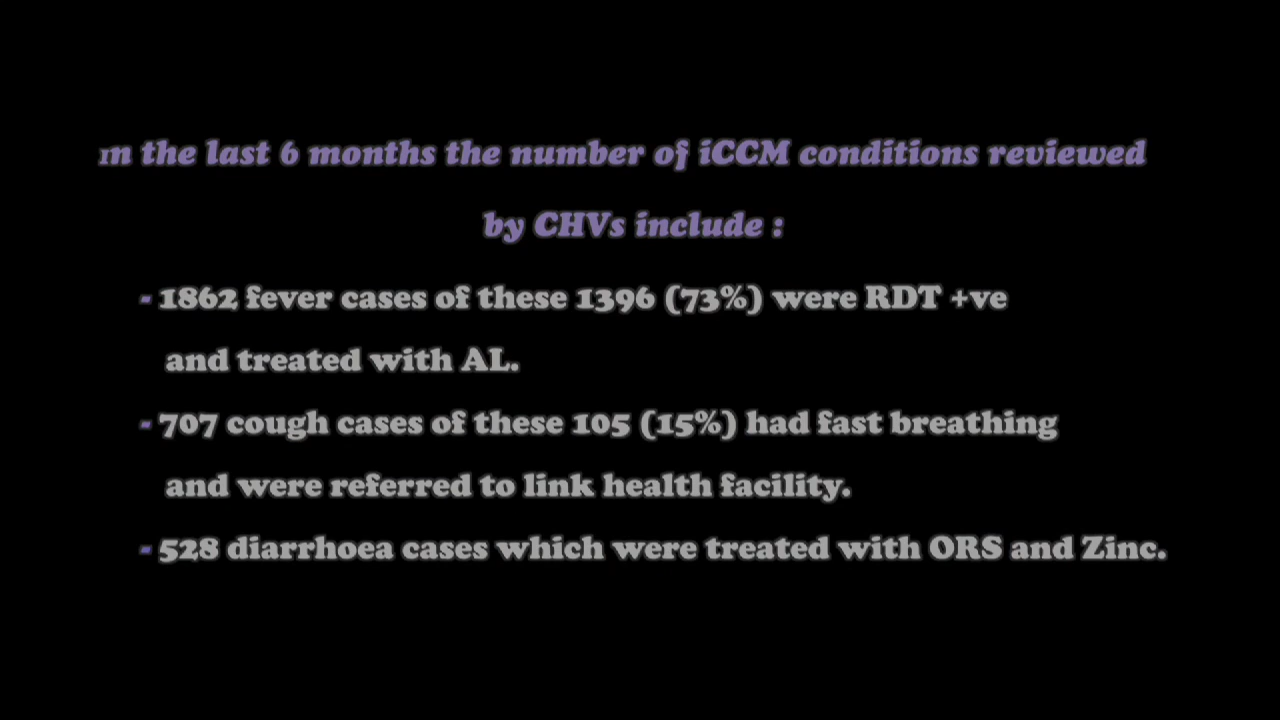 In the last 6 months the number of iCCM conditions reviewed
by CHVs include :
- 1862 fever cases of these 1396 (73%) were RDT +ve
and treated with AL.
- 707 cough cases of these 105 (15%) had fast breathing
and were referred to link health facility.
- 528 diarrhoea cases which were treated with ORS and Zinc.